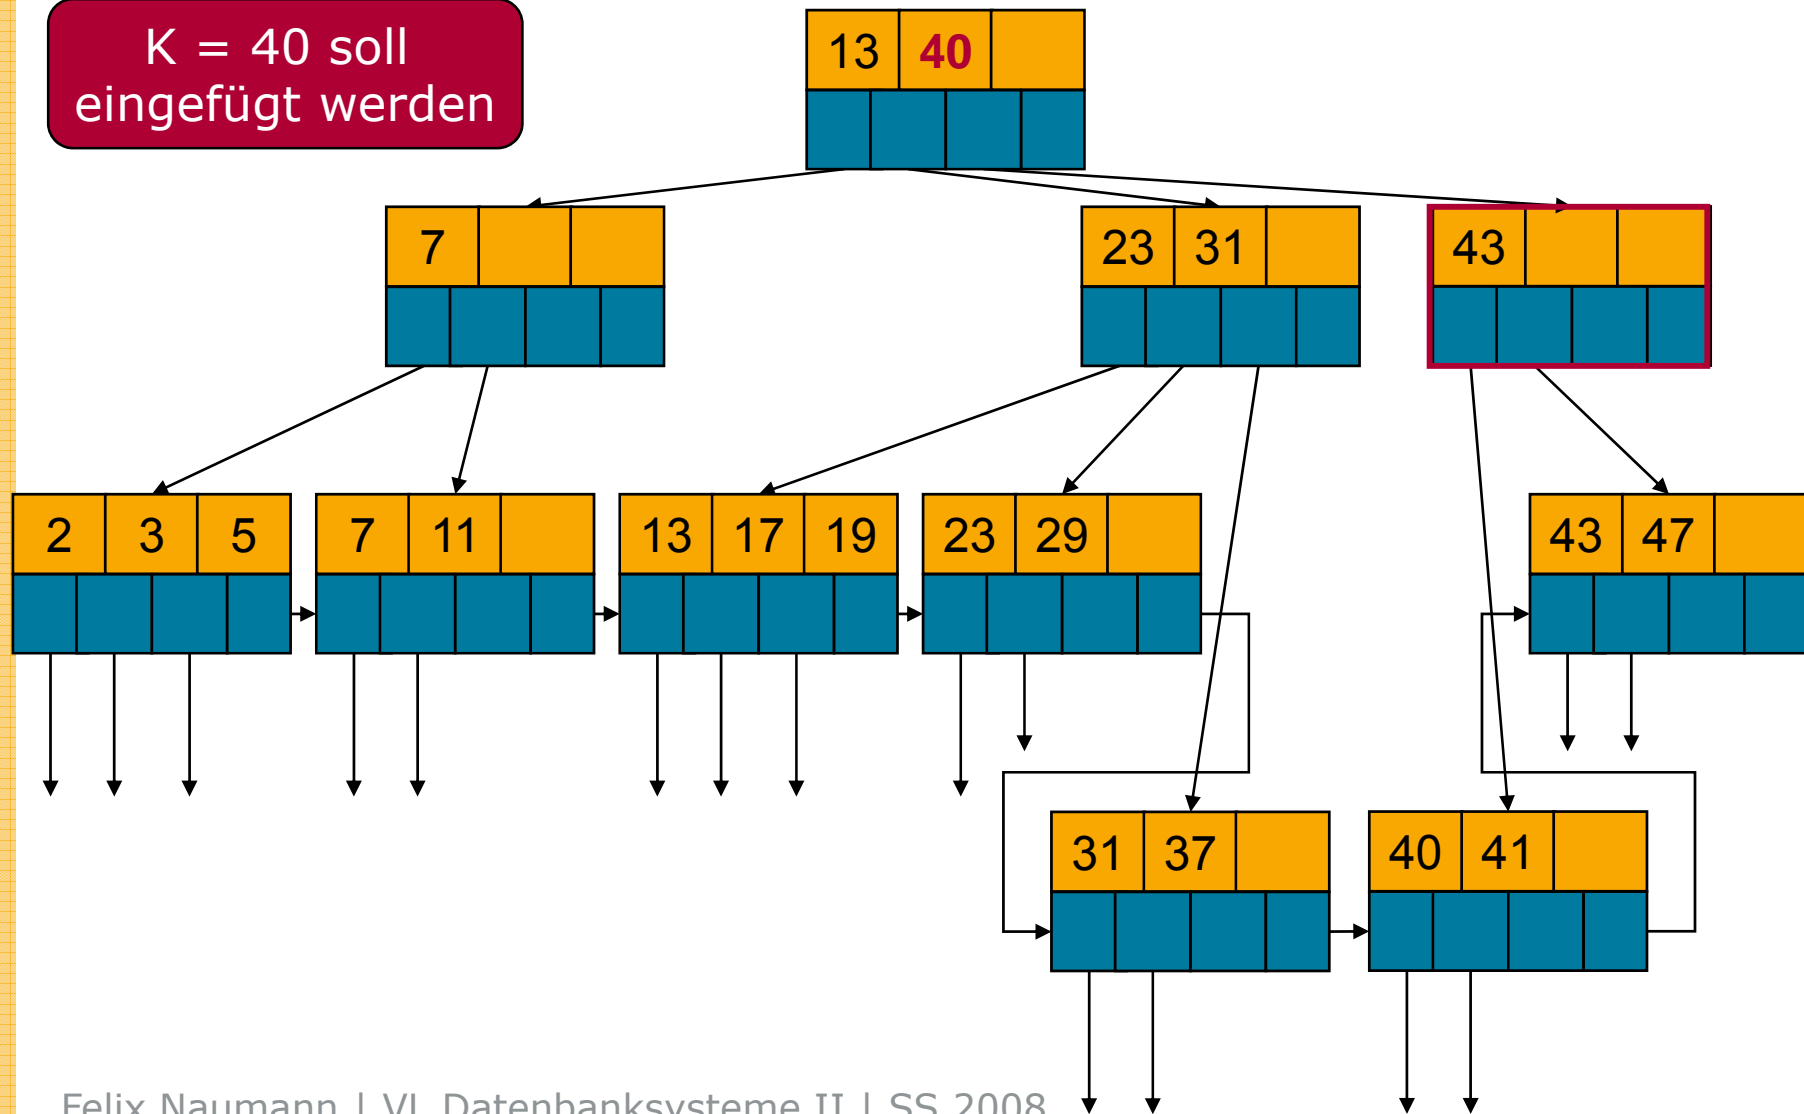 K = 40 soll
eingefügt werden
13 40
7
23 31
43
2 3 5
7 11
13 17 19
23 29
43 47
31 37
40 41
Felix Naumann | VL Datenbanksysteme II | SS 2008